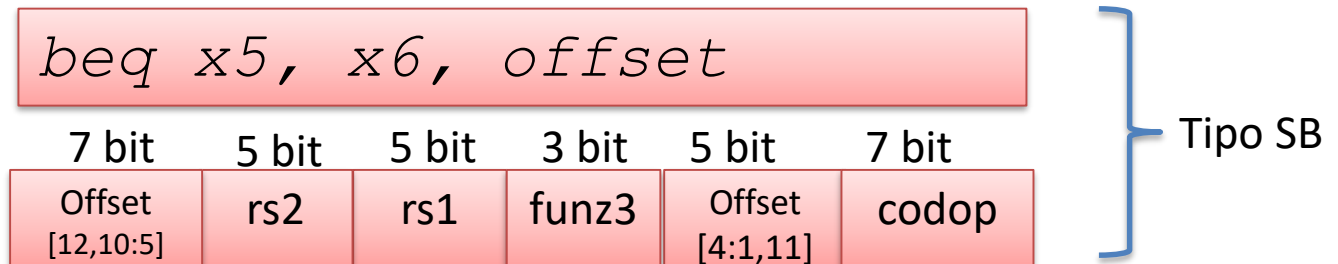 beq x5, x6, offset
Tipo SB
7 bit 5 bit 5 bit 3 bit 5 bit 7 bit
Offset rs2 rs1 funz3 Offset codop
[12,10:5] [4:1,11]